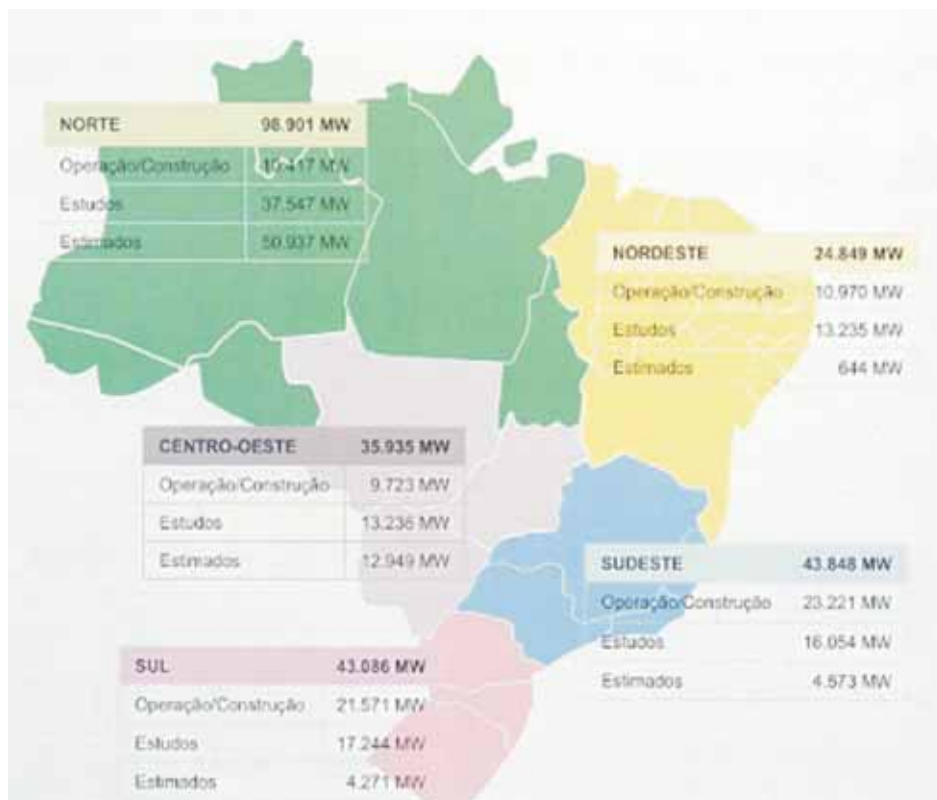 NORTE 98.901 MW
Operação/Construção 10.417 MW
Estudos 37.547 MW
Estimados 50.937 MW
NORDESTE 24.849 MW
Operação/Construção 10.970 MW
Estudos 13.235 MW
Estimados 644 MW
CENTRO-OESTE 35.935 MW
Operação/Construção 9.723 MW
Estudos 13.236 MW
Estimados 12.949 MW
SUDESTE 43.848 MW
Operação/Construção 23.221 MW
Estudos 16.054 MW
Estimados 4.573 MW
SUL 43.086 MW
Operação/Construção 21.571 MW
Estudos 17.244 MW
Estimados 4.271 MW